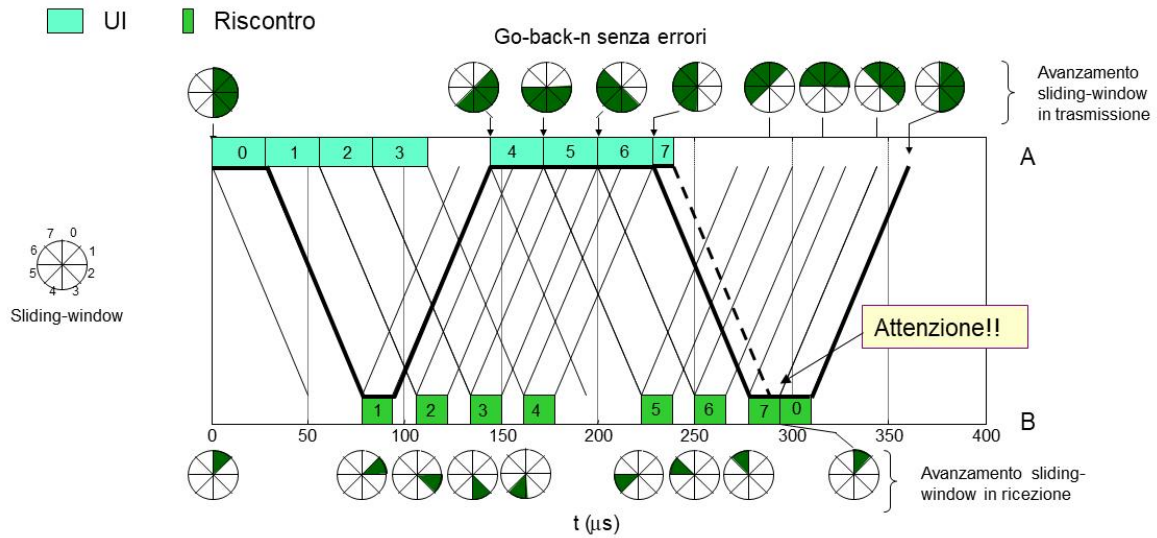 UI
Riscontro
Go-back-n senza errori
Avanzamento
sliding-window
in trasmissione
0
1
2
3
4
5
6
7
A
7
0
6
1
5
2
4
3
Sliding-window
Attenzione!!
1
2
3
4
5
6
7
0
B
0
50
100
150
200
250
300
350
400
Avanzamento sliding-
window in ricezione
t (μs)